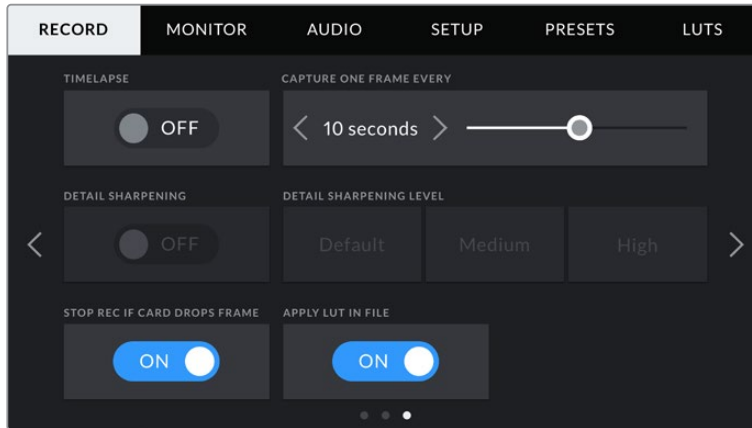 RECORD MONITOR AUDIO SETUP PRESETS LUTS
TIMELAPSE CAPTURE ONE FRAME EVERY
OFF 10 seconds
DETAIL SHARPENING DETAIL SHARPENING LEVEL
OFF Default Medium High
STOP REC IF CARD DROPS FRAME APPLY LUT IN FILE
ON ON